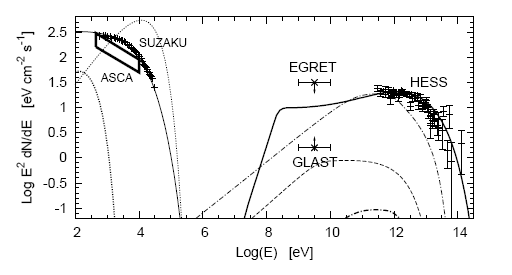 Log E² dN/dE [eV cm⁻² s⁻¹]
2.5
2
1.5
1
0.5
0
-0.5
-1
SUZAKU
ASCA
EGRET
HESS
GLAST
2 4 6 8 10 12 14
Log(E) [eV]